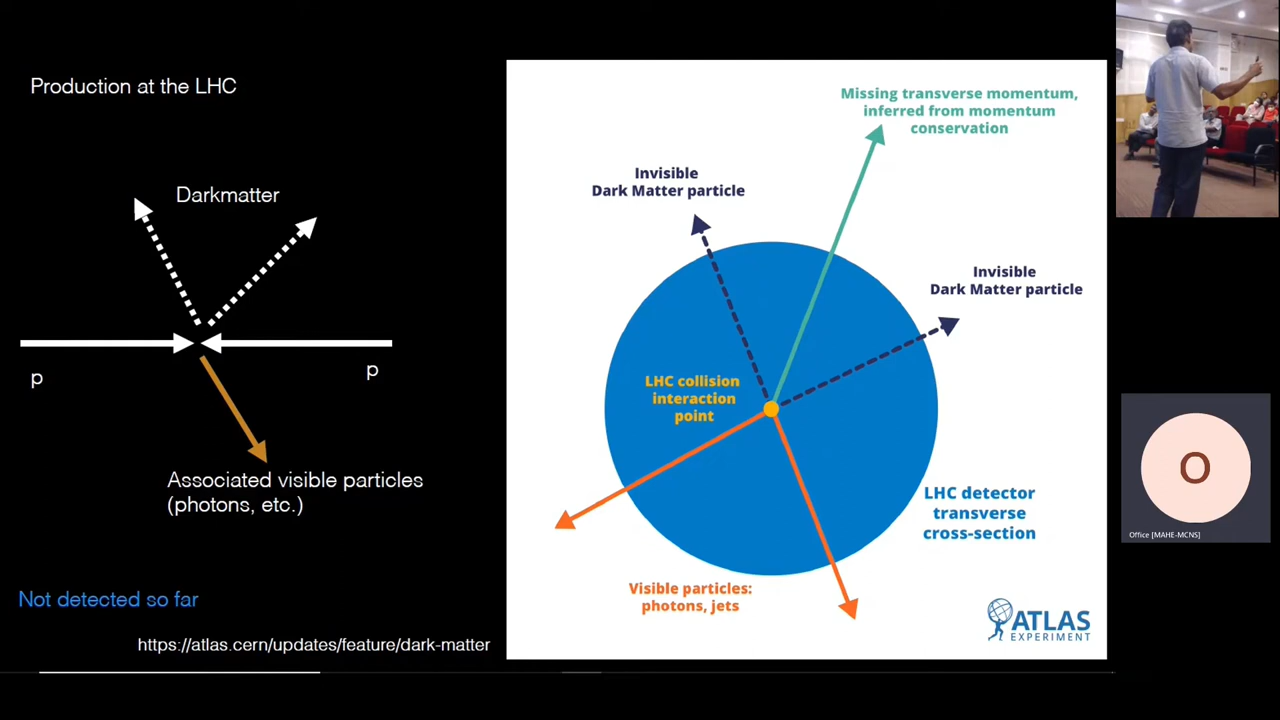 Production at the LHC
Darkmatter
p
p
Associated visible particles
(photons, etc.)
Not detected so far
https://atlas.cern/updates/feature/dark-matter
Missing transverse momentum,
inferred from momentum
conservation
Invisible
Dark Matter particle
Invisible
Dark Matter particle
LHC collision
interaction
point
LHC detector
transverse
cross-section
Visible particles:
photons, jets
ATLAS
EXPERIMENT
O
Office [MAHE-MCNS]